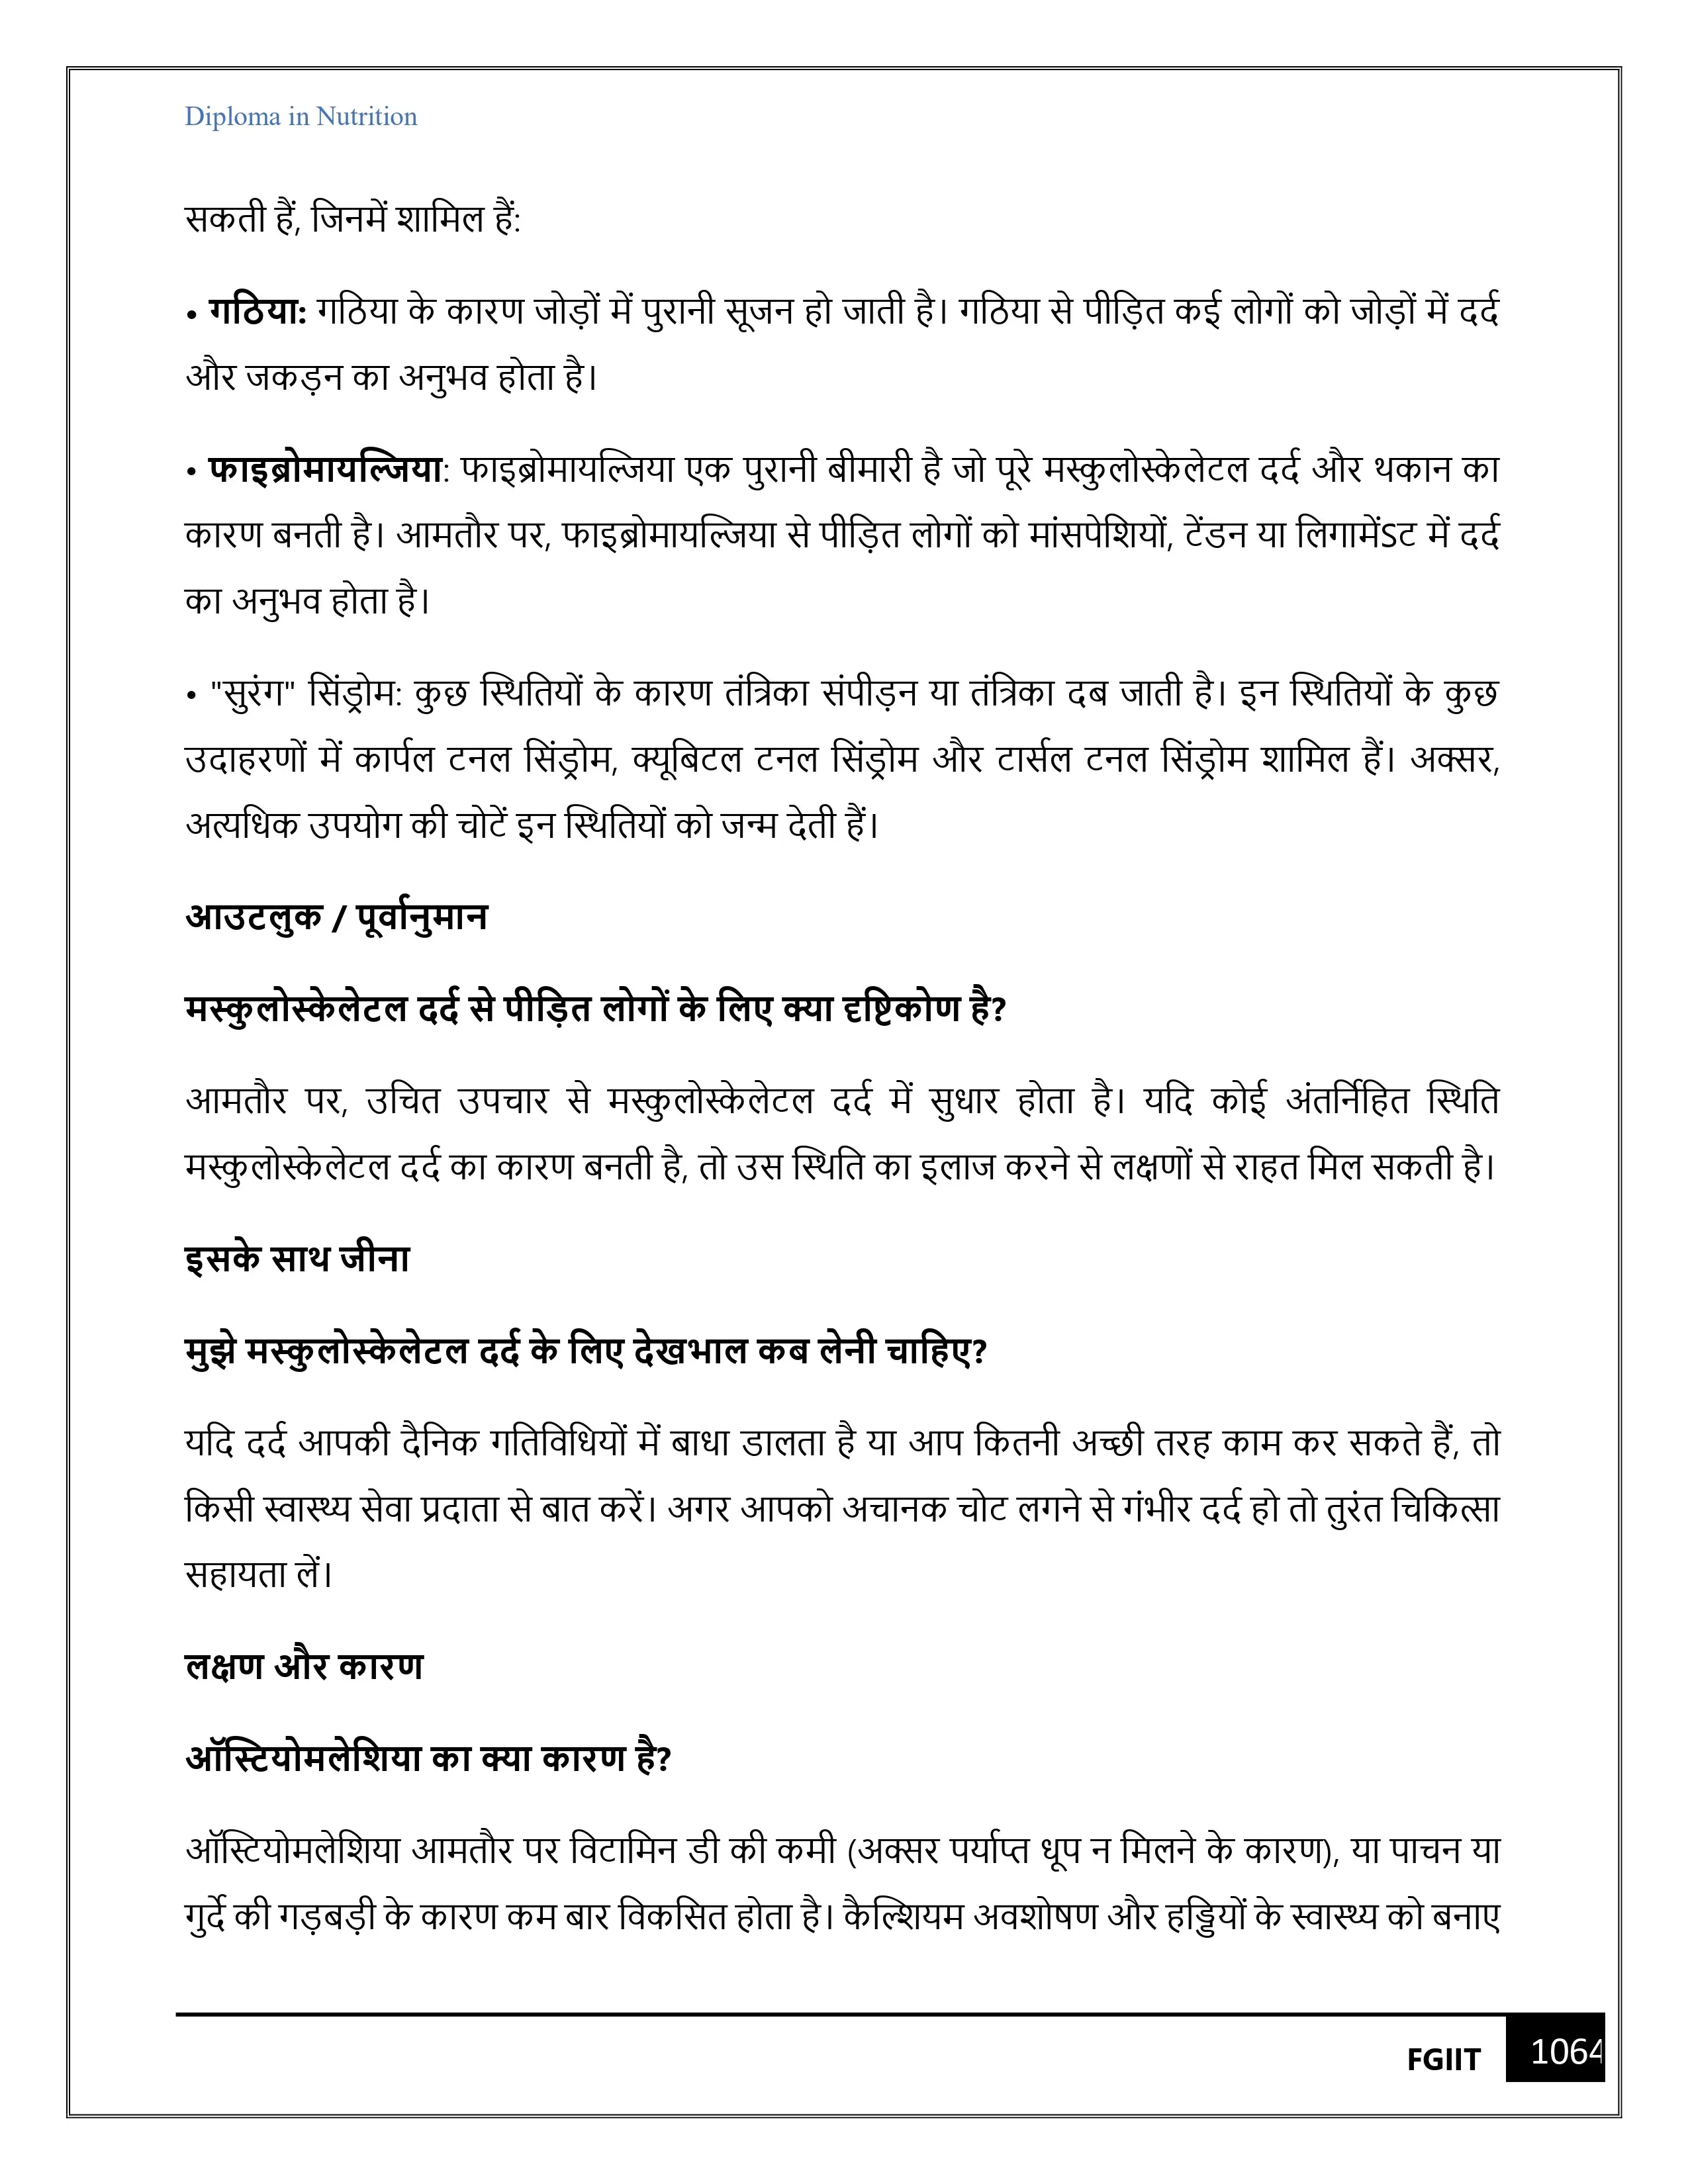 Diploma in Nutrition
सकती हैं, जिनमें शामिल हैं:
• गठिया: गठिया के कारण जोड़ों में पुरानी सूजन हो जाती है। गठिया से पीड़ित कई लोगों को जोड़ों में दर्द
और जकड़न का अनुभव होता है।
• फाइब्रोमायल्जिया: फाइब्रोमायल्जिया एक पुरानी बीमारी है जो पूरे मस्कुलोस्केलेटल दर्द और थकान का
कारण बनती है। आमतौर पर, फाइब्रोमायल्जिया से पीड़ित लोगों को मांसपेशियों, टेंडन या लिगामेंSट में दर्द
का अनुभव होता है।
• "सुरंग" सिंड्रोम: कुछ स्थितियों के कारण तंत्रिका संपीड़न या तंत्रिका दब जाती है। इन स्थितियों के कुछ
उदाहरणों में कार्पल टनल सिंड्रोम, क्यूबिटल टनल सिंड्रोम और टार्सल टनल सिंड्रोम शामिल हैं। अक्सर,
अत्यधिक उपयोग की चोटें इन स्थितियों को जन्म देती हैं।
आउटलुक / पूर्वानुमान
मस्कुलोस्केलेटल दर्द से पीड़ित लोगों के लिए क्या दृष्टिकोण है?
आमतौर पर, उचित उपचार से मस्कुलोस्केलेटल दर्द में सुधार होता है। यदि कोई अंतर्निहित स्थिति
मस्कुलोस्केलेटल दर्द का कारण बनती है, तो उस स्थिति का इलाज करने से लक्षणों से राहत मिल सकती है।
इसके साथ जीना
मुझे मस्कुलोस्केलेटल दर्द के लिए देखभाल कब लेनी चाहिए?
यदि दर्द आपकी दैनिक गतिविधियों में बाधा डालता है या आप कितनी अच्छी तरह काम कर सकते हैं, तो
किसी स्वास्थ्य सेवा प्रदाता से बात करें। अगर आपको अचानक चोट लगने से गंभीर दर्द हो तो तुरंत चिकित्सा
सहायता लें।
लक्षण और कारण
ऑस्टियोमलेशिया का क्या कारण है?
ऑस्टियोमलेशिया आमतौर पर विटामिन डी की कमी (अक्सर पर्याप्त धूप न मिलने के कारण), या पाचन या
गुर्दे की गड़बड़ी के कारण कम बार विकसित होता है। कैल्शियम अवशोषण और हड्डियों के स्वास्थ्य को बनाए
FGIIT 1064